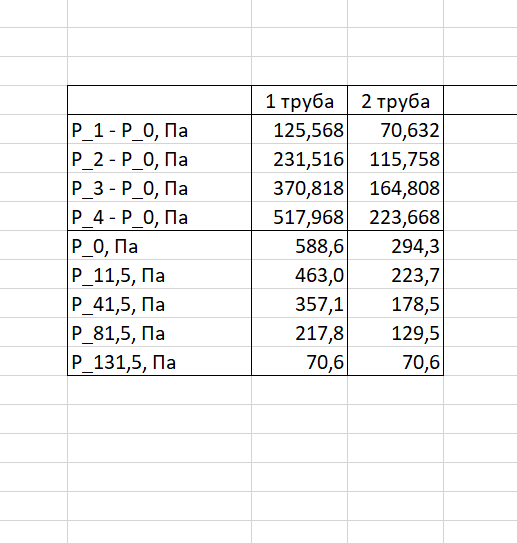 1 труба 2 труба
P_1 - P_0, Па 125,568 70,632
P_2 - P_0, Па 231,516 115,758
P_3 - P_0, Па 370,818 164,808
P_4 - P_0, Па 517,968 223,668
P_0, Па 588,6 294,3
P_11,5, Па 463,0 223,7
P_41,5, Па 357,1 178,5
P_81,5, Па 217,8 129,5
P_131,5, Па 70,6 70,6